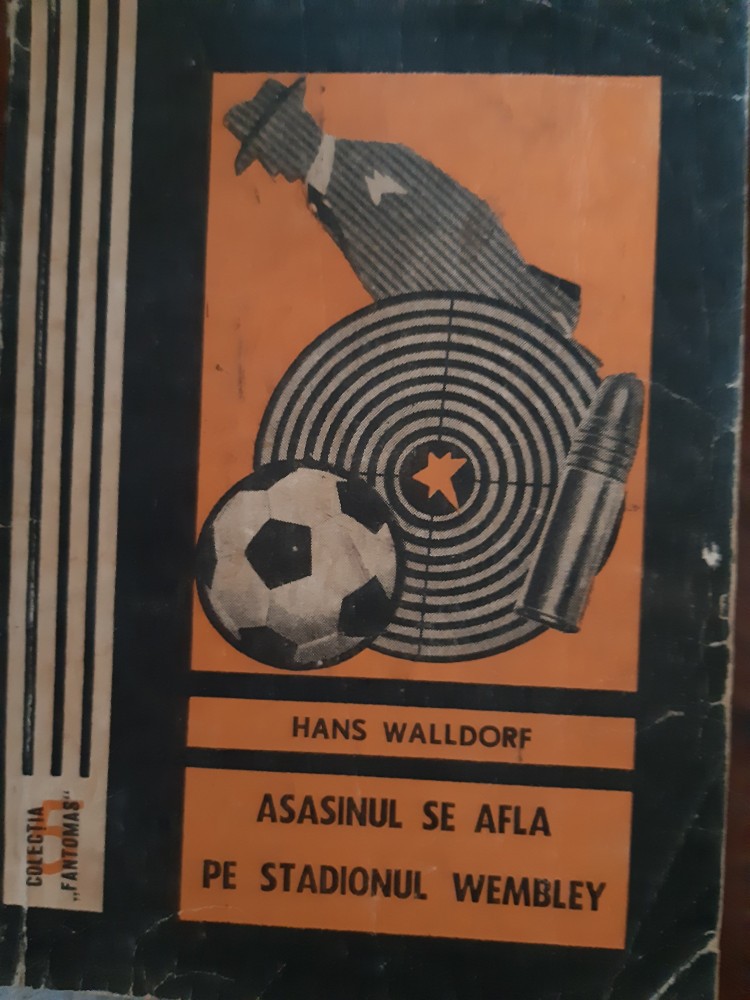 HANS WALLDORF
ASASINUL SE AFLA
PE STADIONUL WEMBLEY
COLECȚIA
„FANTOMAS“